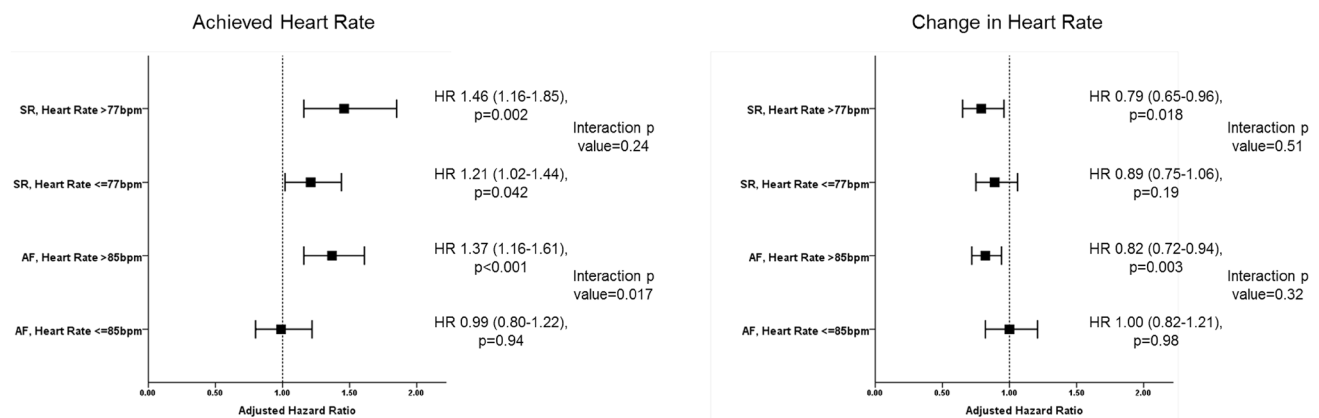 Achieved Heart Rate
SR, Heart Rate >77bpm
HR 1.46 (1.16-1.85),
p=0.002
Interaction p
value=0.24
SR, Heart Rate <=77bpm
HR 1.21 (1.02-1.44),
p=0.042
AF, Heart Rate >85bpm
HR 1.37 (1.16-1.61),
p<0.001
Interaction p
value=0.017
AF, Heart Rate <=85bpm
HR 0.99 (0.80-1.22),
p=0.94
0.00 0.50 1.00 1.50 2.00
Adjusted Hazard Ratio
Change in Heart Rate
SR, Heart Rate >77bpm
HR 0.79 (0.65-0.96),
p=0.018
Interaction p
value=0.51
SR, Heart Rate <=77bpm
HR 0.89 (0.75-1.06),
p=0.19
AF, Heart Rate >85bpm
HR 0.82 (0.72-0.94),
p=0.003
Interaction p
value=0.32
AF, Heart Rate <=85bpm
HR 1.00 (0.82-1.21),
p=0.98
0.00 0.50 1.00 1.50 2.00
Adjusted Hazard Ratio